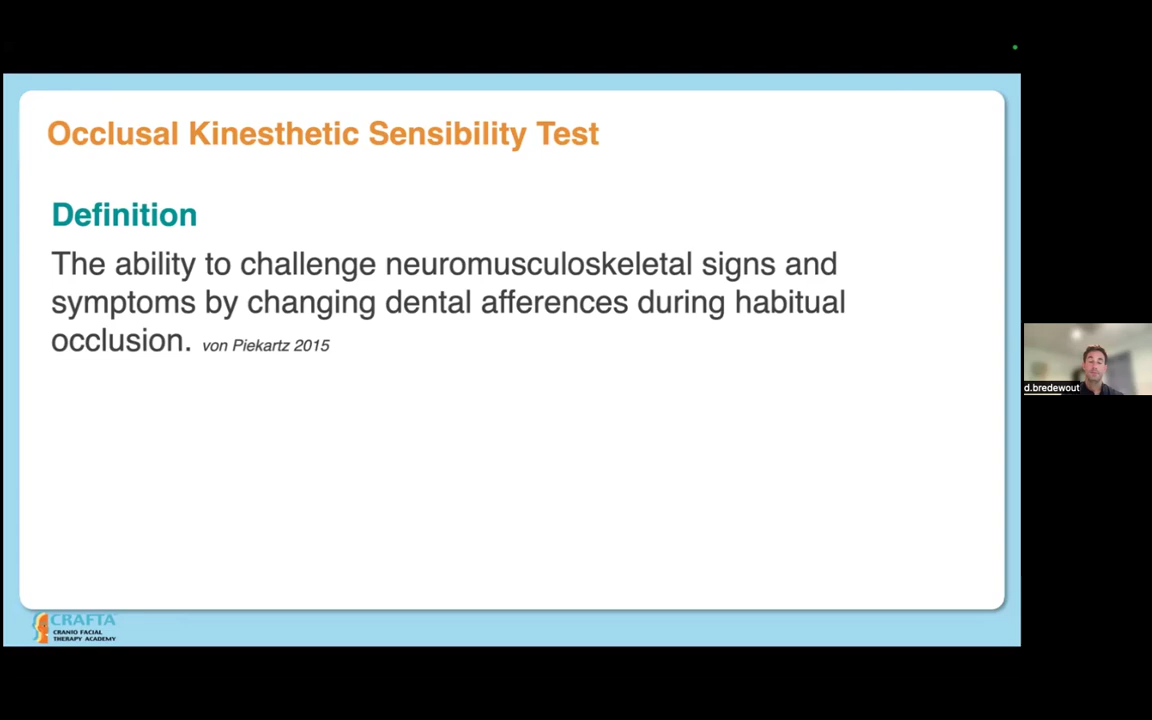 Occlusal Kinesthetic Sensibility Test
Definition
The ability to challenge neuromusculoskeletal signs and
symptoms by changing dental afferences during habitual
occlusion. von Piekartz 2015
d.bredewout
CRAFTA
CRANIO FACIAL
THERAPY ACADEMY